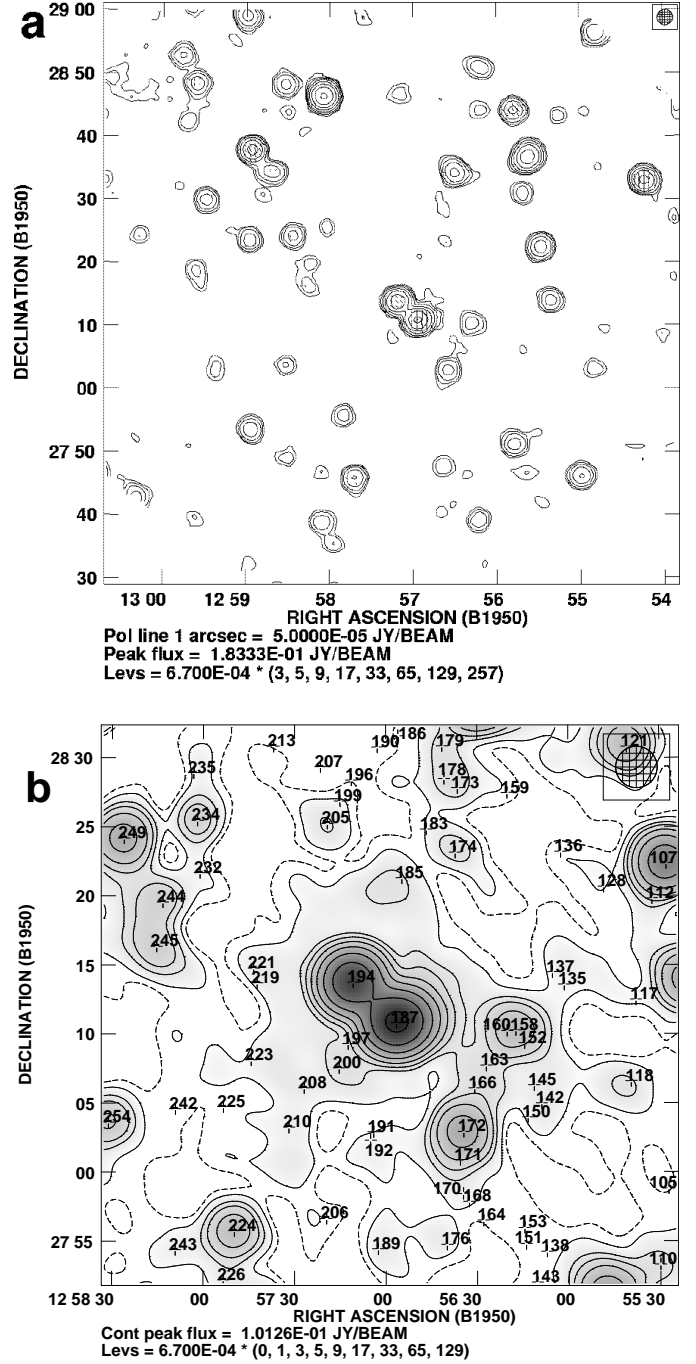 a
29 00
28 50
40
30
20
10
00
27 50
40
30
DECLINATION (B1950)
13 00 12 59 58 57 56 55 54
RIGHT ASCENSION (B1950)
Pol line 1 arcsec = 5.0000E-05 JY/BEAM
Peak flux = 1.8333E-01 JY/BEAM
Levs = 6.700E-04 * (3, 5, 9, 17, 33, 65, 129, 257)
b
28 30
25
20
15
10
05
00
27 55
DECLINATION (B1950)
213 190 186 179 121
235 207 196 178 173 159
199
234 205 183
249 174 136 107
232 185 128 112
244
245
221 137
219 194 135 117
187 160 158 152
197
223 200 163
208 166 145 118
242 225 142
254 210 191 150
192 172
171
170 168 105
206 164
224 153
243 189 176 151 138 110
226 143
12 58 30 00 57 30 00 56 30 00 55 30
RIGHT ASCENSION (B1950)
Cont peak flux = 1.0126E-01 JY/BEAM
Levs = 6.700E-04 * (0, 1, 3, 5, 9, 17, 33, 65, 129)